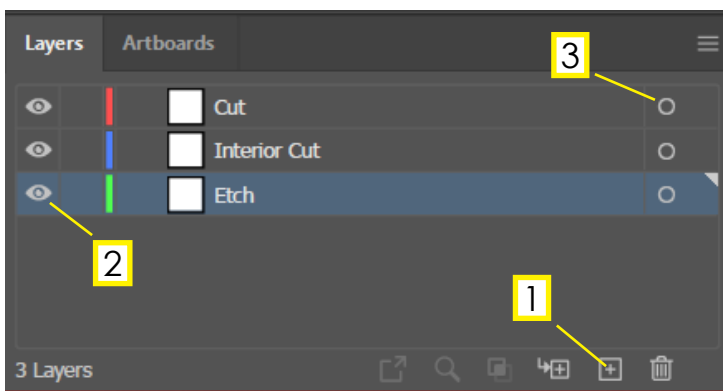 Layers Artboards
3
Cut
Interior Cut
Etch
2
1
3 Layers